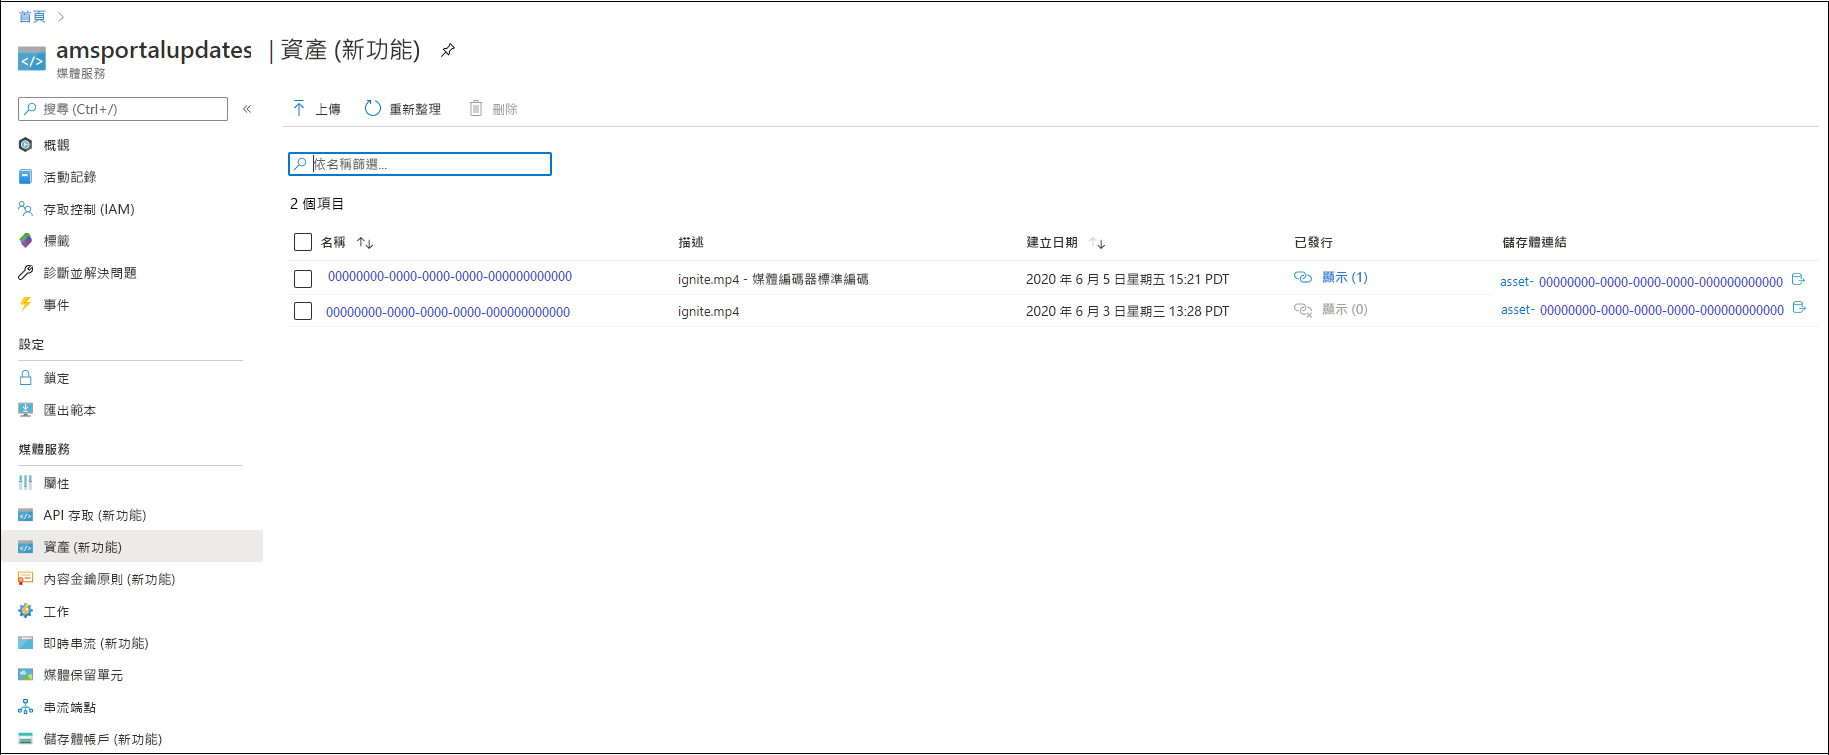 首頁
amsportalupdates | 資產 (新功能)
媒體服務
搜尋 (Ctrl+/)
概觀
活動記錄
存取控制 (IAM)
標籤
診斷並解決問題
事件
設定
鎖定
匯出範本
媒體服務
屬性
API 存取 (新功能)
資產 (新功能)
內容金鑰原則 (新功能)
工作
即時串流 (新功能)
媒體保留單元
串流端點
儲存體帳戶 (新功能)
上傳 重新整理 刪除
依名稱篩選...
2 個項目
名稱 描述 建立日期 已發行 儲存體連結
00000000-0000-0000-0000-000000000000 ignite.mp4 - 媒體編碼器標準編碼 2020 年 6 月 5 日星期五 15:21 PDT 顯示 (1) asset- 00000000-0000-0000-0000-000000000000
00000000-0000-0000-0000-000000000000 ignite.mp4 2020 年 6 月 3 日星期三 13:28 PDT 顯示 (0) asset- 00000000-0000-0000-0000-000000000000